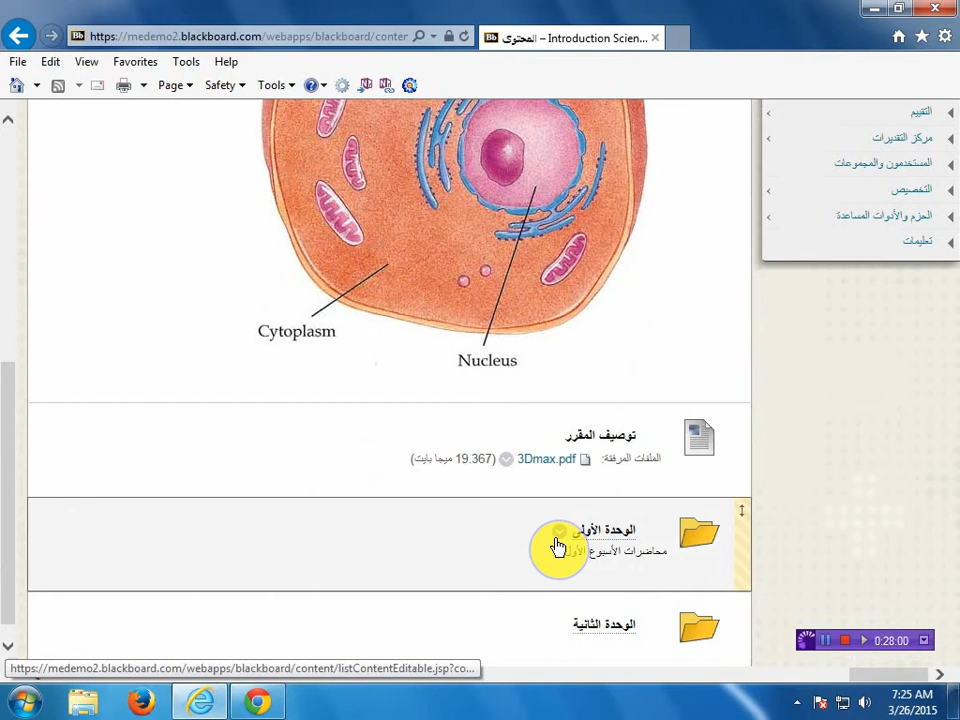 https://medemo2.blackboard.com/webapps/blackboard/conter
Bb المحتوى – Introduction Scien...
File Edit View Favorites Tools Help
Page Safety Tools
التقييم
مركز التقديرات
المستخدمون والمجموعات
التخصيص
الحزم والأدوات المساعدة
تعليمات
Cytoplasm
Nucleus
توصيف المقرر
الملفات المرفقة: 3Dmax.pdf (19.367 ميجا بايت)
الوحدة الأولى
محاضرات الأسبوع الأول
الوحدة الثانية
0:28:00
https://medemo2.blackboard.com/webapps/blackboard/content/listContentEditable.jsp?co...
7:25 AM
3/26/2015